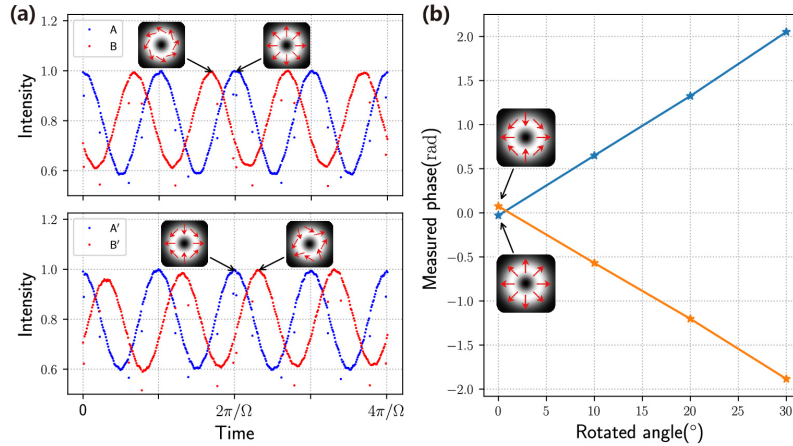 (a)
A
B
1.2
1.0
0.8
0.6
Intensity
A′
B′
1.2
1.0
0.8
0.6
Intensity
0
2π/Ω
4π/Ω
Time
(b)
2.0
1.5
1.0
0.5
0.0
-0.5
-1.0
-1.5
-2.0
Measured phase(rad)
0
5
10
15
20
25
30
Rotated angle(°)